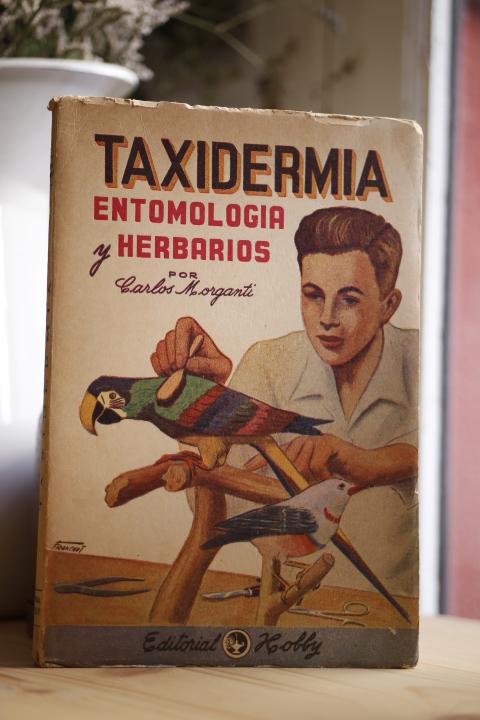 TAXIDERMIA
ENTOMOLOGIA
y HERBARIOS
POR
Carlos Morganti
Editorial Hobby